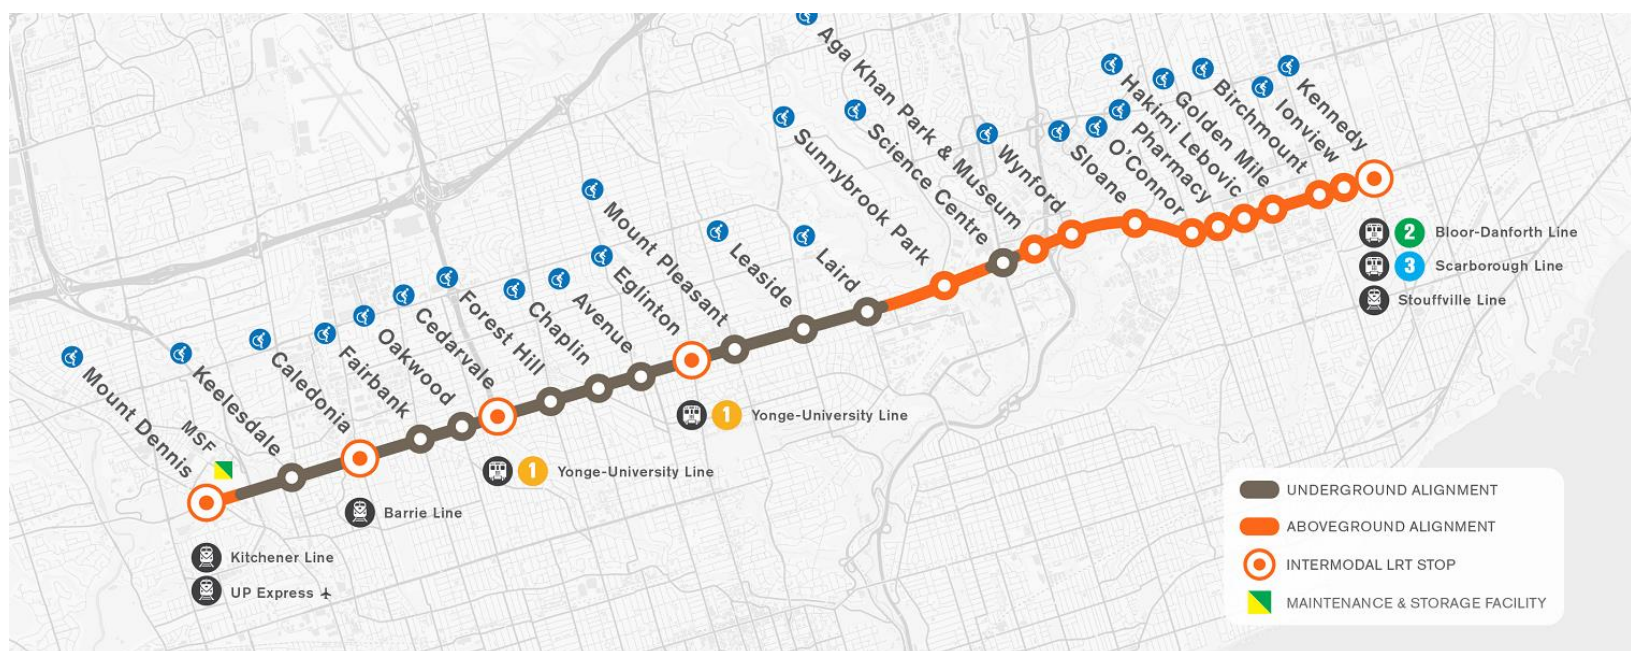 Mount Dennis
MSF
Keelesdale
Caledonia
Fairbank
Oakwood
Cedarvale
Forest Hill
Chaplin
Avenue
Eglinton
Mount Pleasant
Leaside
Laird
Sunnybrook Park
Science Centre
Aga Khan Park & Museum
Wynford
Sloane
O'Connor
Pharmacy
Hakimi Lebovic
Golden Mile
Birchmount
Ionview
Kennedy
2 Bloor-Danforth Line
3 Scarborough Line
Stouffville Line
1 Yonge-University Line
1 Yonge-University Line
Barrie Line
Kitchener Line
UP Express
UNDERGROUND ALIGNMENT
ABOVEGROUND ALIGNMENT
INTERMODAL LRT STOP
MAINTENANCE & STORAGE FACILITY